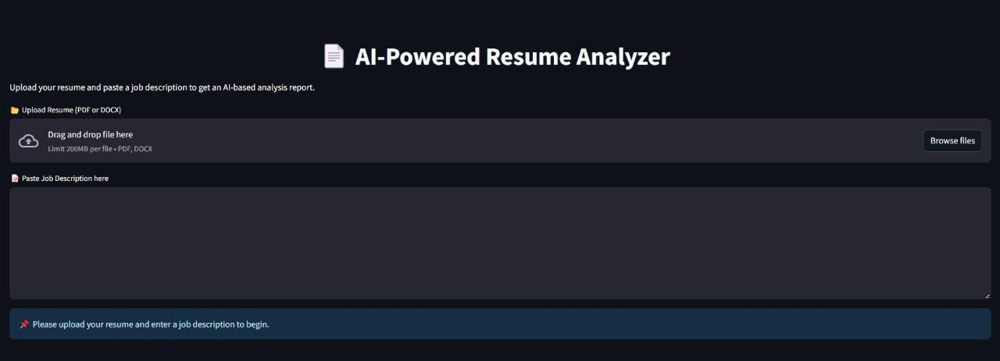 AI-Powered Resume Analyzer
Upload your resume and paste a job description to get an AI-based analysis report.
Upload Resume (PDF or DOCX)
Drag and drop file here
Limit 200MB per file • PDF, DOCX
Browse files
Paste Job Description here
Please upload your resume and enter a job description to begin.